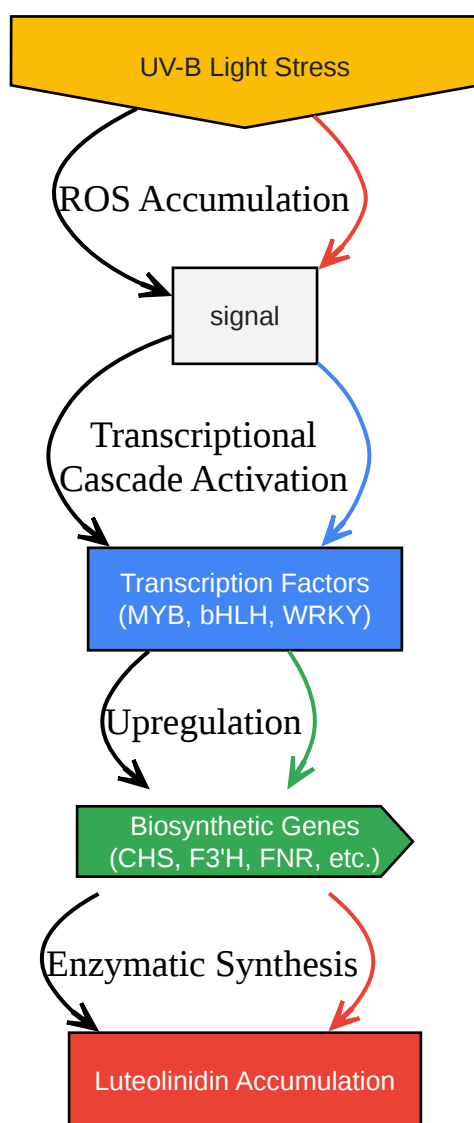 UV-B Light Stress
ROS Accumulation
signal
Transcriptional
Cascade Activation
Transcription Factors
(MYB, bHLH, WRKY)
Upregulation
Biosynthetic Genes
(CHS, F3'H, FNR, etc.)
Enzymatic Synthesis
Luteolinidin Accumulation